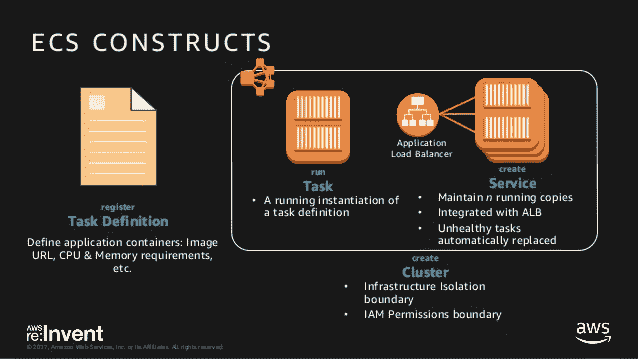 ECS CONSTRUCTS
register
Task Definition
Define application containers: Image
URL, CPU & Memory requirements,
etc.
run
Task
• A running instantiation of
a task definition
Application
Load Balancer
create
Service
• Maintain n running copies
• Integrated with ALB
• Unhealthy tasks
automatically replaced
create
Cluster
• Infrastructure Isolation
boundary
• IAM Permissions boundary
AWS
re:Invent
© 2017, Amazon Web Services, Inc. or its Affiliates. All rights reserved.
aws